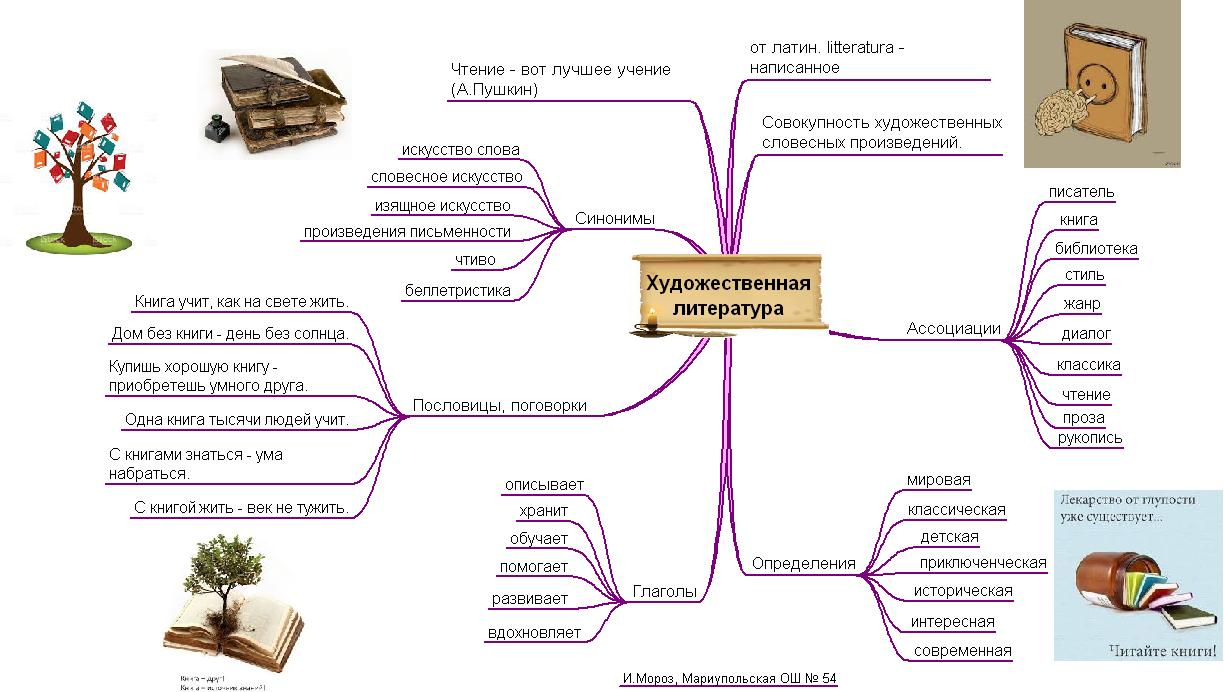 Чтение - вот лучшее учение
(А.Пушкин)
от латин. litteratura -
написанное
Совокупность художественных
словесных произведений.
искусство слова
словесное искусство
изящное искусство
произведения письменности
чтиво
беллетристика
Синонимы
Художественная
литература
писатель
книга
библиотека
стиль
жанр
диалог
классика
чтение
проза
рукопись
Ассоциации
Книга учит, как на свете жить.
Дом без книги - день без солнца.
Купишь хорошую книгу -
приобретешь умного друга.
Одна книга тысячи людей учит.
С книгами знаться - ума
набраться.
С книгой жить - век не тужить.
Пословицы, поговорки
описывает
хранит
обучает
помогает
развивает
вдохновляет
Глаголы
Определения
мировая
классическая
детская
приключенческая
историческая
интересная
современная
Лекарство от глупости
уже существует...
Читайте книги!
Книга – друг!
Книга – источник знаний!
И.Мороз, Мариупольская ОШ № 54